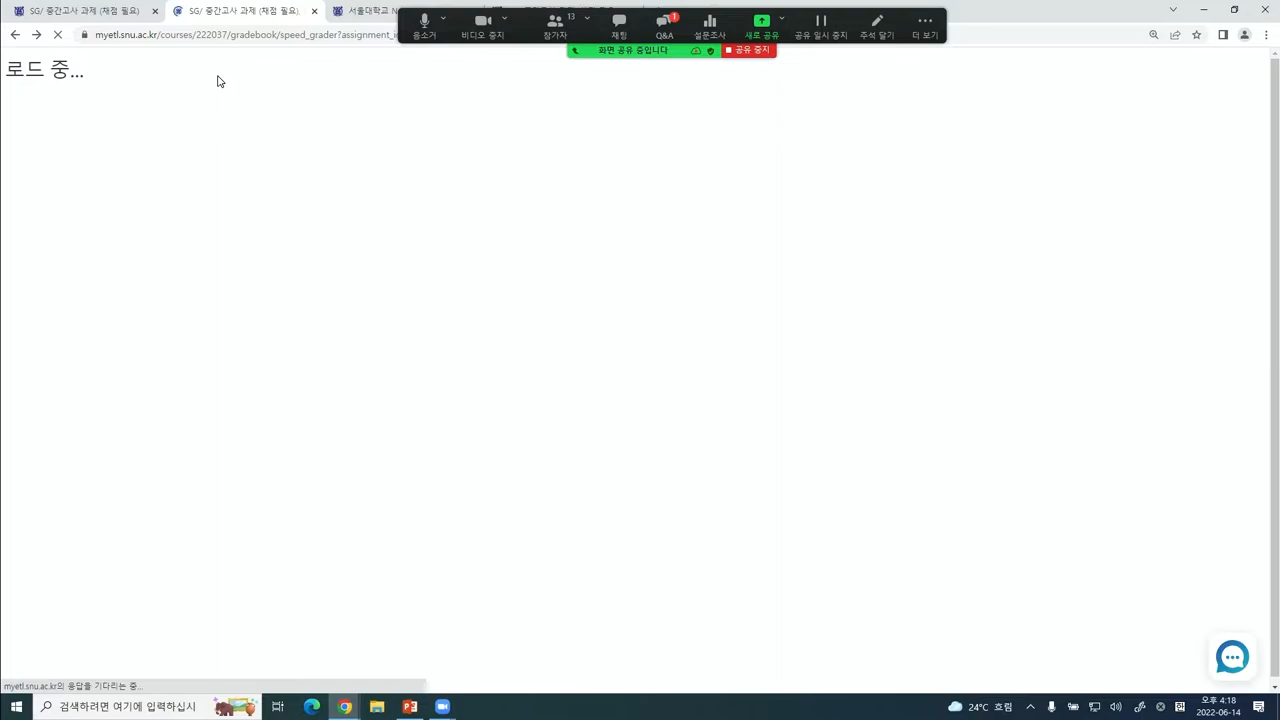 SG/ 중간고사 과제 (채점 필요)
SG/ 중간고사 과제 (채점 필요)
서울대학교 N
myetl.snu.ac.kr/courses/222037/gradebook/speed_grader?assignment_i
음소거
비디오 중지
13
참가자
채팅
1
Q&A
설문조사
새로 공유
공유 일시 중지
주석 달기
더 보기
화면 공유 중입니다
공유 중지
로드 중...
myetl.snu.ac.kr의 응답을 기다리는 중...
검색하려면 여기에 입력하십시
24°C 흐림
한
오후 4:18
2022-06-14